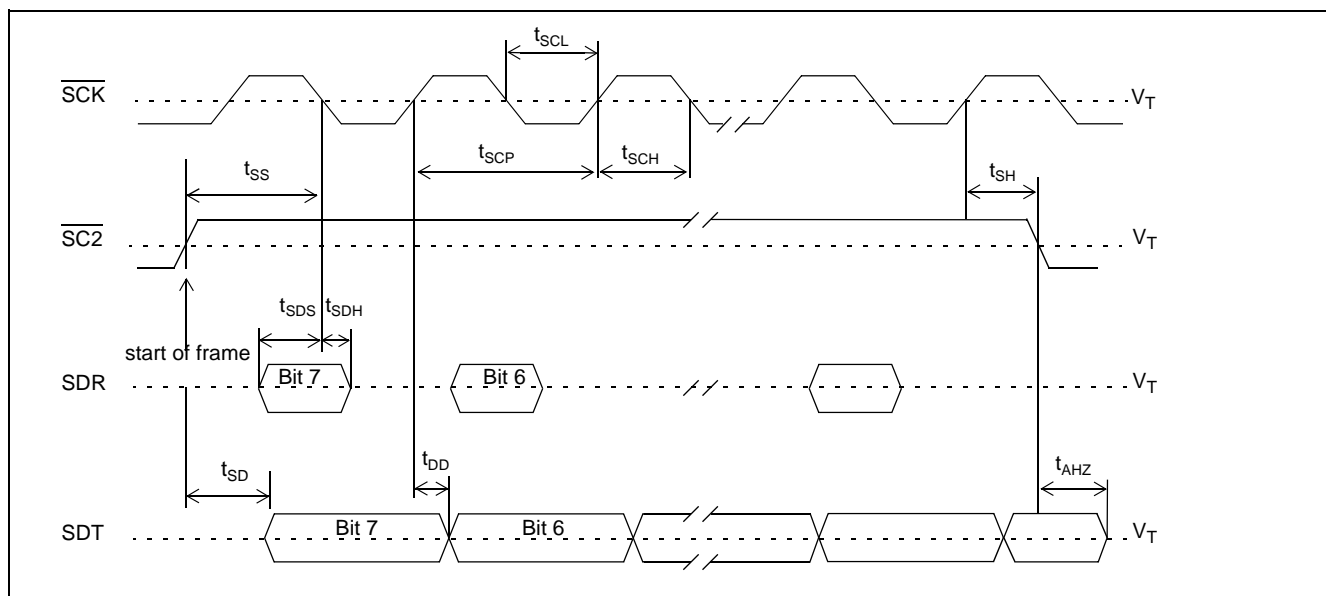 tSCL
SCK VT
tSCP tSCH
tSS tSH
SC2 VT
tSDS tSDH
start of frame
SDR Bit 7 Bit 6 VT
tSD tDD tAHZ
SDT Bit 7 Bit 6 VT